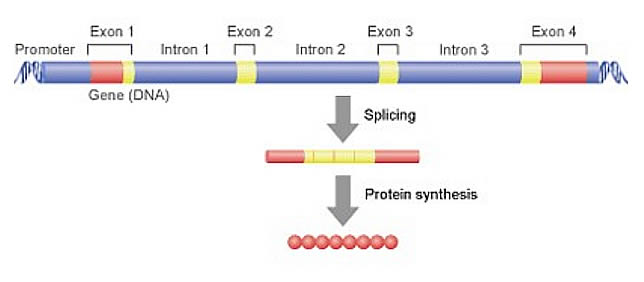 Exon 1
Exon 2
Exon 3
Exon 4
Promoter
Intron 1
Intron 2
Intron 3
Gene (DNA)
Splicing
Protein synthesis